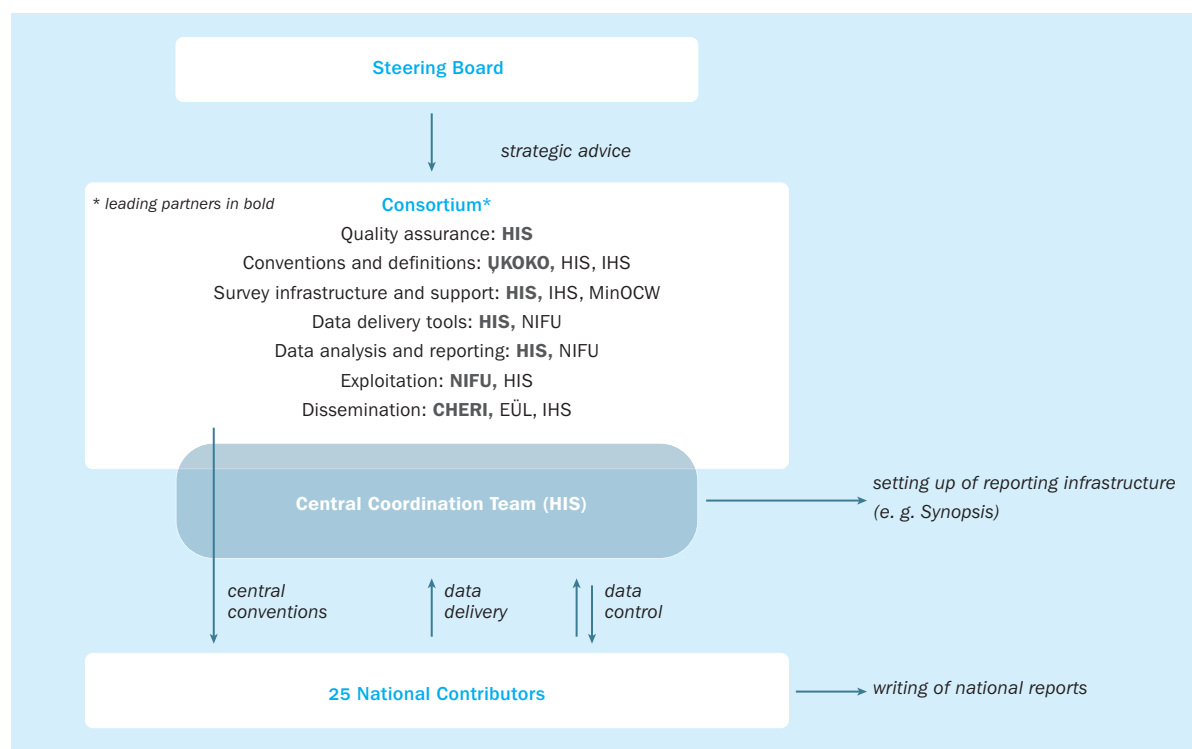 Steering Board
strategic advice
* leading partners in bold
Consortium*
Quality assurance: HIS
Conventions and definitions: ŲKOKO, HIS, IHS
Survey infrastructure and support: HIS, IHS, MinOCW
Data delivery tools: HIS, NIFU
Data analysis and reporting: HIS, NIFU
Exploitation: NIFU, HIS
Dissemination: CHERI, EÜL, IHS
Central Coordination Team (HIS)
setting up of reporting infrastructure
(e. g. Synopsis)
central
conventions
data
delivery
data
control
25 National Contributors
writing of national reports